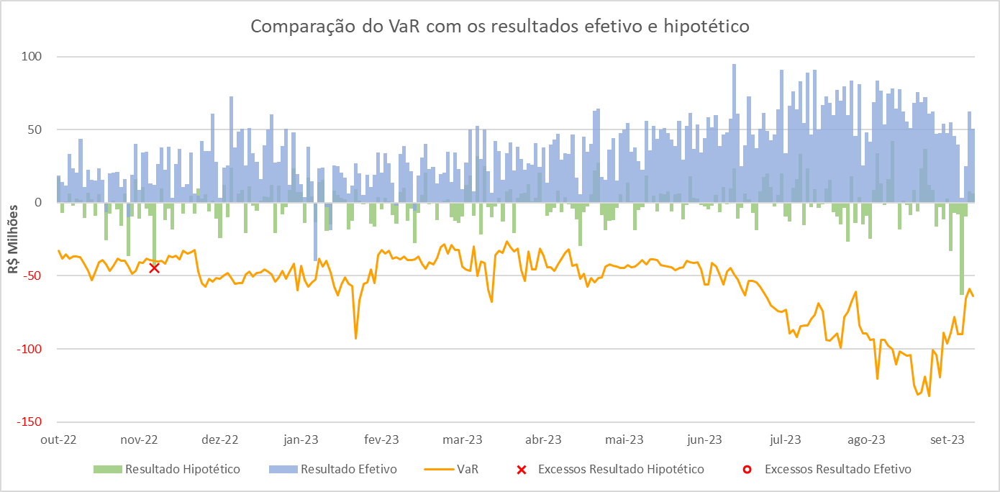 Comparação do VaR com os resultados efetivo e hipotético
R$ Milhões
100
50
0
-50
-100
-150
out-22 nov-22 dez-22 jan-23 fev-23 mar-23 abr-23 mai-23 jun-23 jul-23 ago-23 set-23
Resultado Hipotético Resultado Efetivo VaR Excessos Resultado Hipotético Excessos Resultado Efetivo